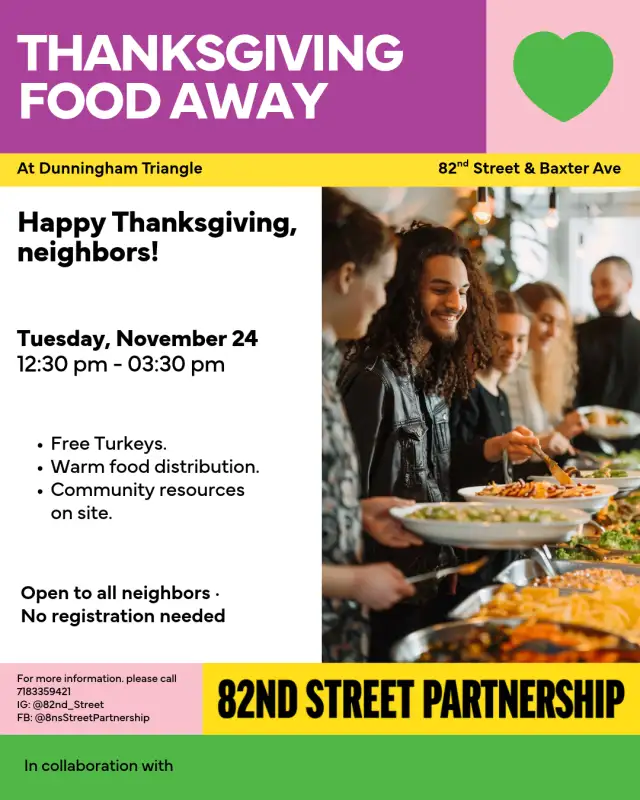 THANKSGIVING
FOOD AWAY
At Dunningham Triangle
82nd Street & Baxter Ave
Happy Thanksgiving,
neighbors!
Tuesday, November 24
12:30 pm - 03:30 pm
• Free Turkeys.
• Warm food distribution.
• Community resources
on site.
Open to all neighbors ·
No registration needed
For more information. please call
7183359421
IG: @82nd_Street
FB: @8nsStreetPartnership
82ND STREET PARTNERSHIP
In collaboration with